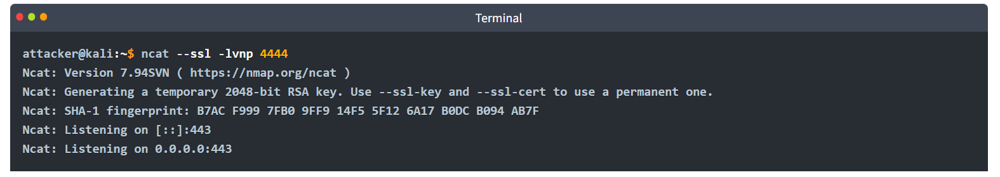 Terminal
attacker@kali:~$ ncat --ssl -lvnp 4444
Ncat: Version 7.94SVN ( https://nmap.org/ncat )
Ncat: Generating a temporary 2048-bit RSA key. Use --ssl-key and --ssl-cert to use a permanent one.
Ncat: SHA-1 fingerprint: B7AC F999 7FB0 9FF9 14F5 5F12 6A17 B0DC B094 AB7F
Ncat: Listening on [::]:443
Ncat: Listening on 0.0.0.0:443